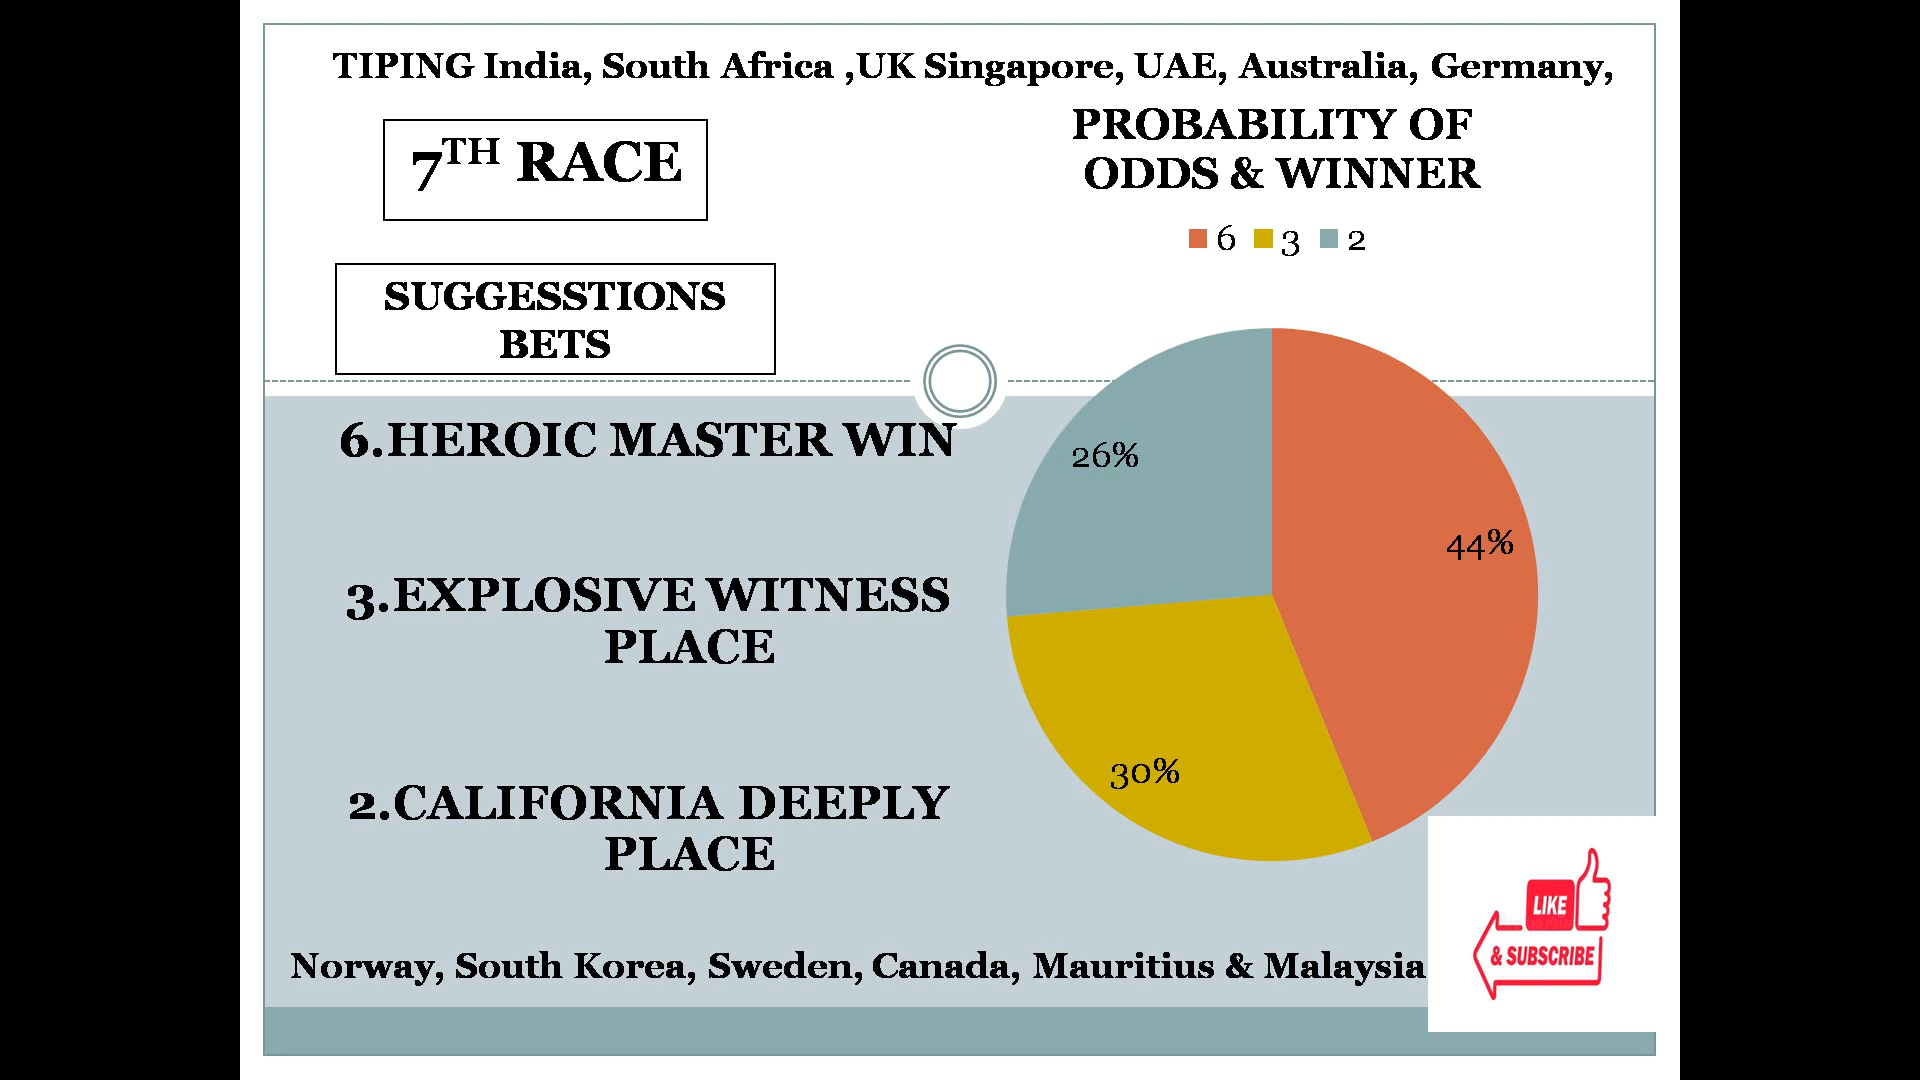 TIPING India, South Africa ,UK Singapore, UAE, Australia, Germany,
7TH RACE
PROBABILITY OF
ODDS & WINNER
6 3 2
SUGGESSTIONS
BETS
6.HEROIC MASTER WIN
3.EXPLOSIVE WITNESS
PLACE
2.CALIFORNIA DEEPLY
PLACE
26%
44%
30%
LIKE
& SUBSCRIBE
Norway, South Korea, Sweden, Canada, Mauritius & Malaysia